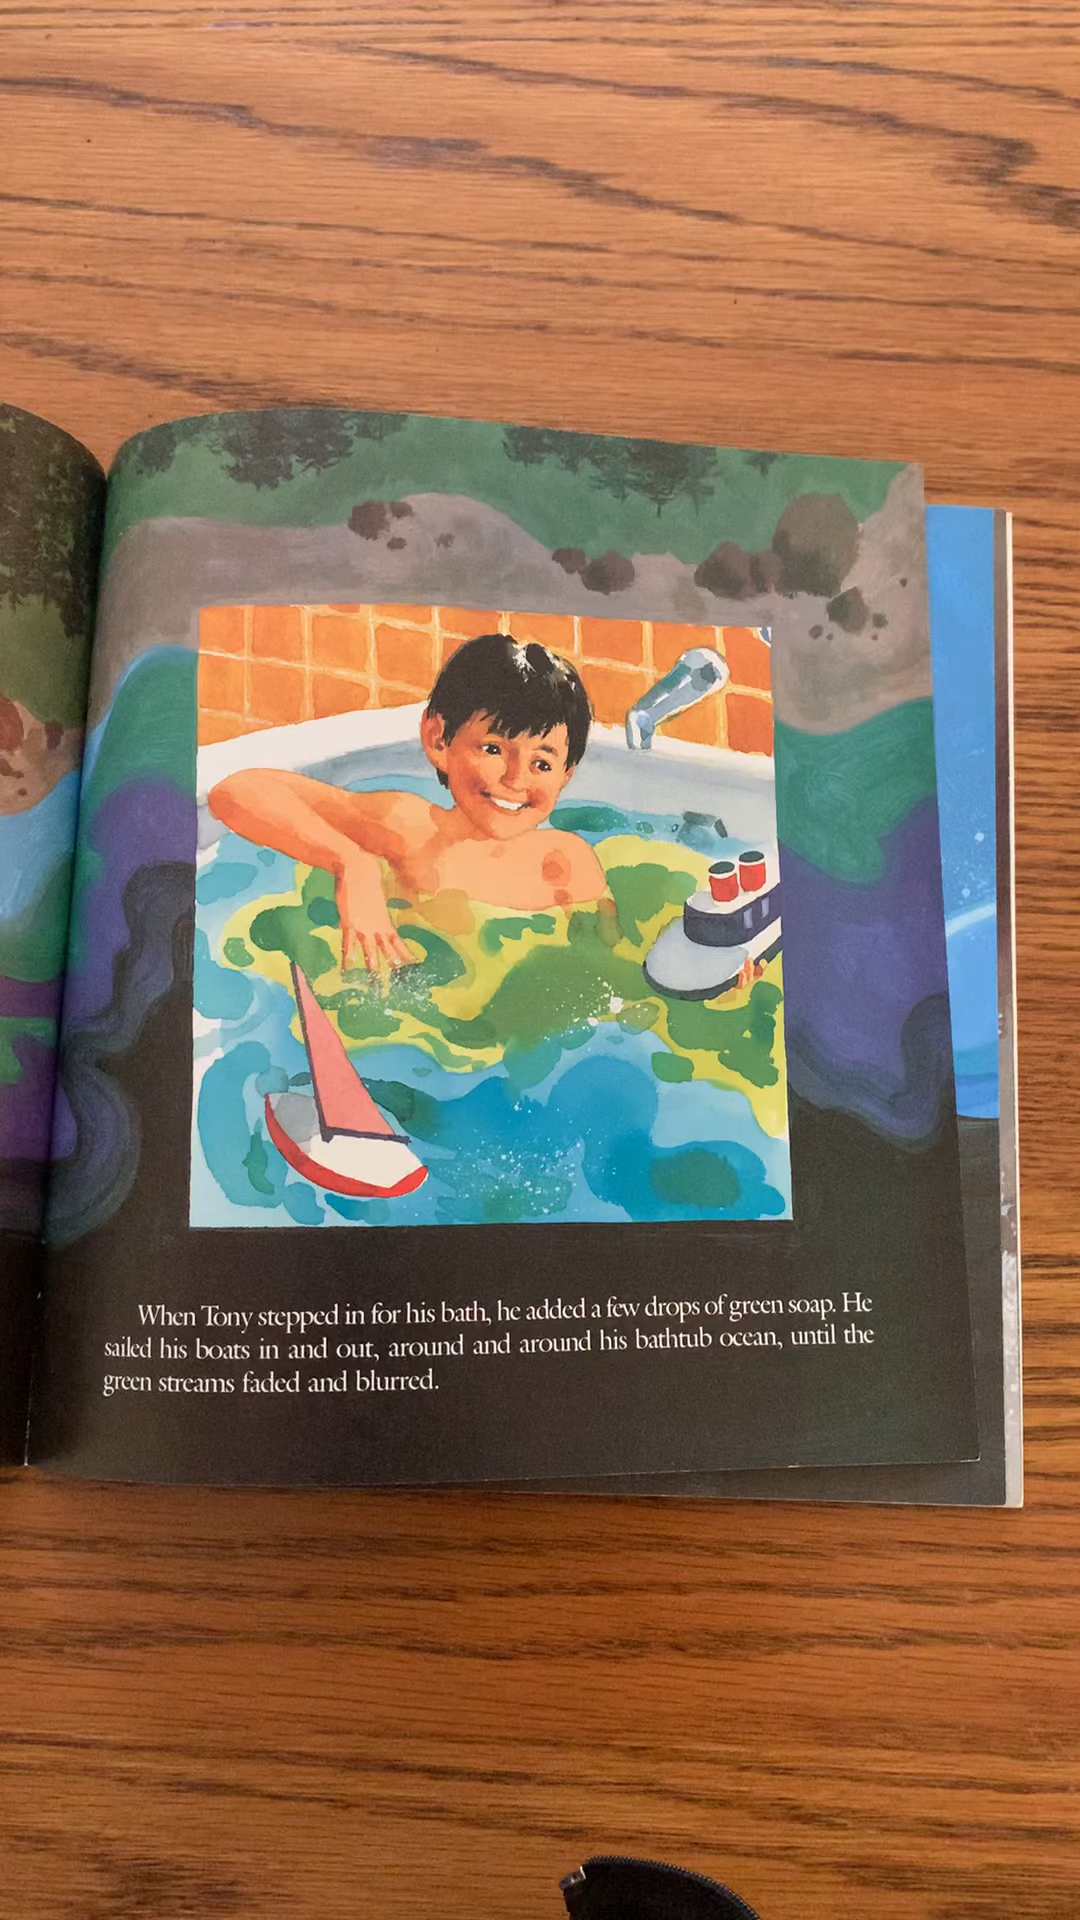 When Tony stepped in for his bath, he added a few drops of green soap. He
sailed his boats in and out, around and around his bathtub ocean, until the
green streams faded and blurred.